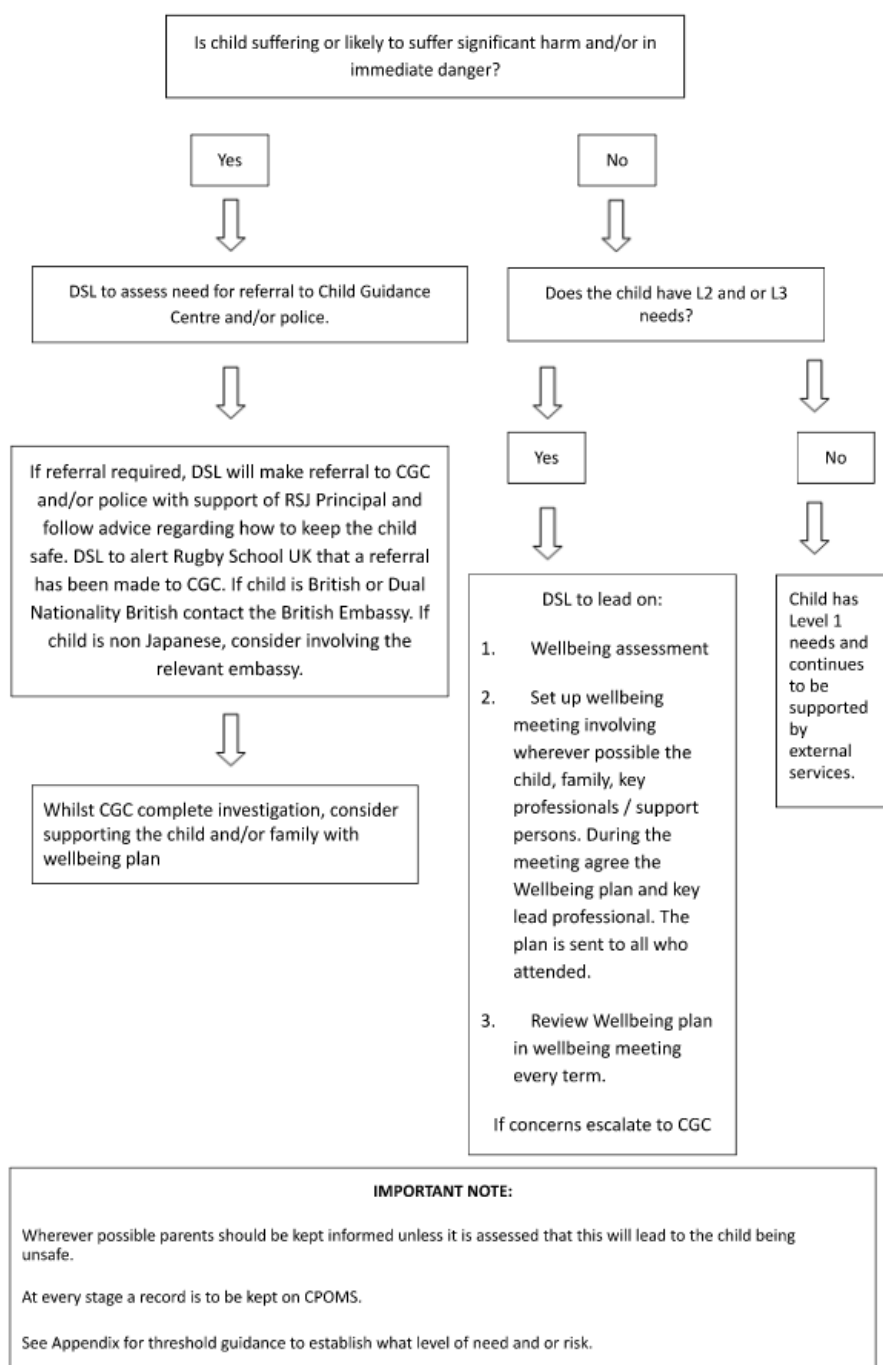 Is child suffering or likely to suffer significant harm and/or in
immediate danger?
Yes
No
DSL to assess need for referral to Child Guidance
Centre and/or police.
Does the child have L2 and or L3
needs?
If referral required, DSL will make referral to CGC
and/or police with support of RSJ Principal and
follow advice regarding how to keep the child
safe. DSL to alert Rugby School UK that a referral
has been made to CGC. If child is British or Dual
Nationality British contact the British Embassy. If
child is non Japanese, consider involving the
relevant embassy.
Whilst CGC complete investigation, consider
supporting the child and/or family with
wellbeing plan
Yes
No
DSL to lead on:
1. Wellbeing assessment
2. Set up wellbeing
meeting involving
wherever possible the
child, family, key
professionals / support
persons. During the
meeting agree the
Wellbeing plan and key
lead professional. The
plan is sent to all who
attended.
3. Review Wellbeing plan
in wellbeing meeting
every term.
If concerns escalate to CGC
Child has
Level 1
needs and
continues
to be
supported
by
external
services.
IMPORTANT NOTE:
Wherever possible parents should be kept informed unless it is assessed that this will lead to the child being
unsafe.
At every stage a record is to be kept on CPOMS.
See Appendix for threshold guidance to establish what level of need and or risk.